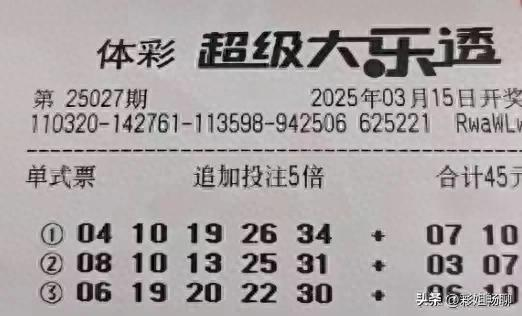 体彩 超级大乐透
第 25027期 2025年03月15日开奖
110320-142761-113598-942506 625221 RwaWLw
单式票 追加投注5倍 合计45元
① 04 10 19 26 34 + 07 10
② 08 10 13 25 31 + 03 07
③ 06 19 20 22 30 + 06 10
头条 @彩姐畅聊